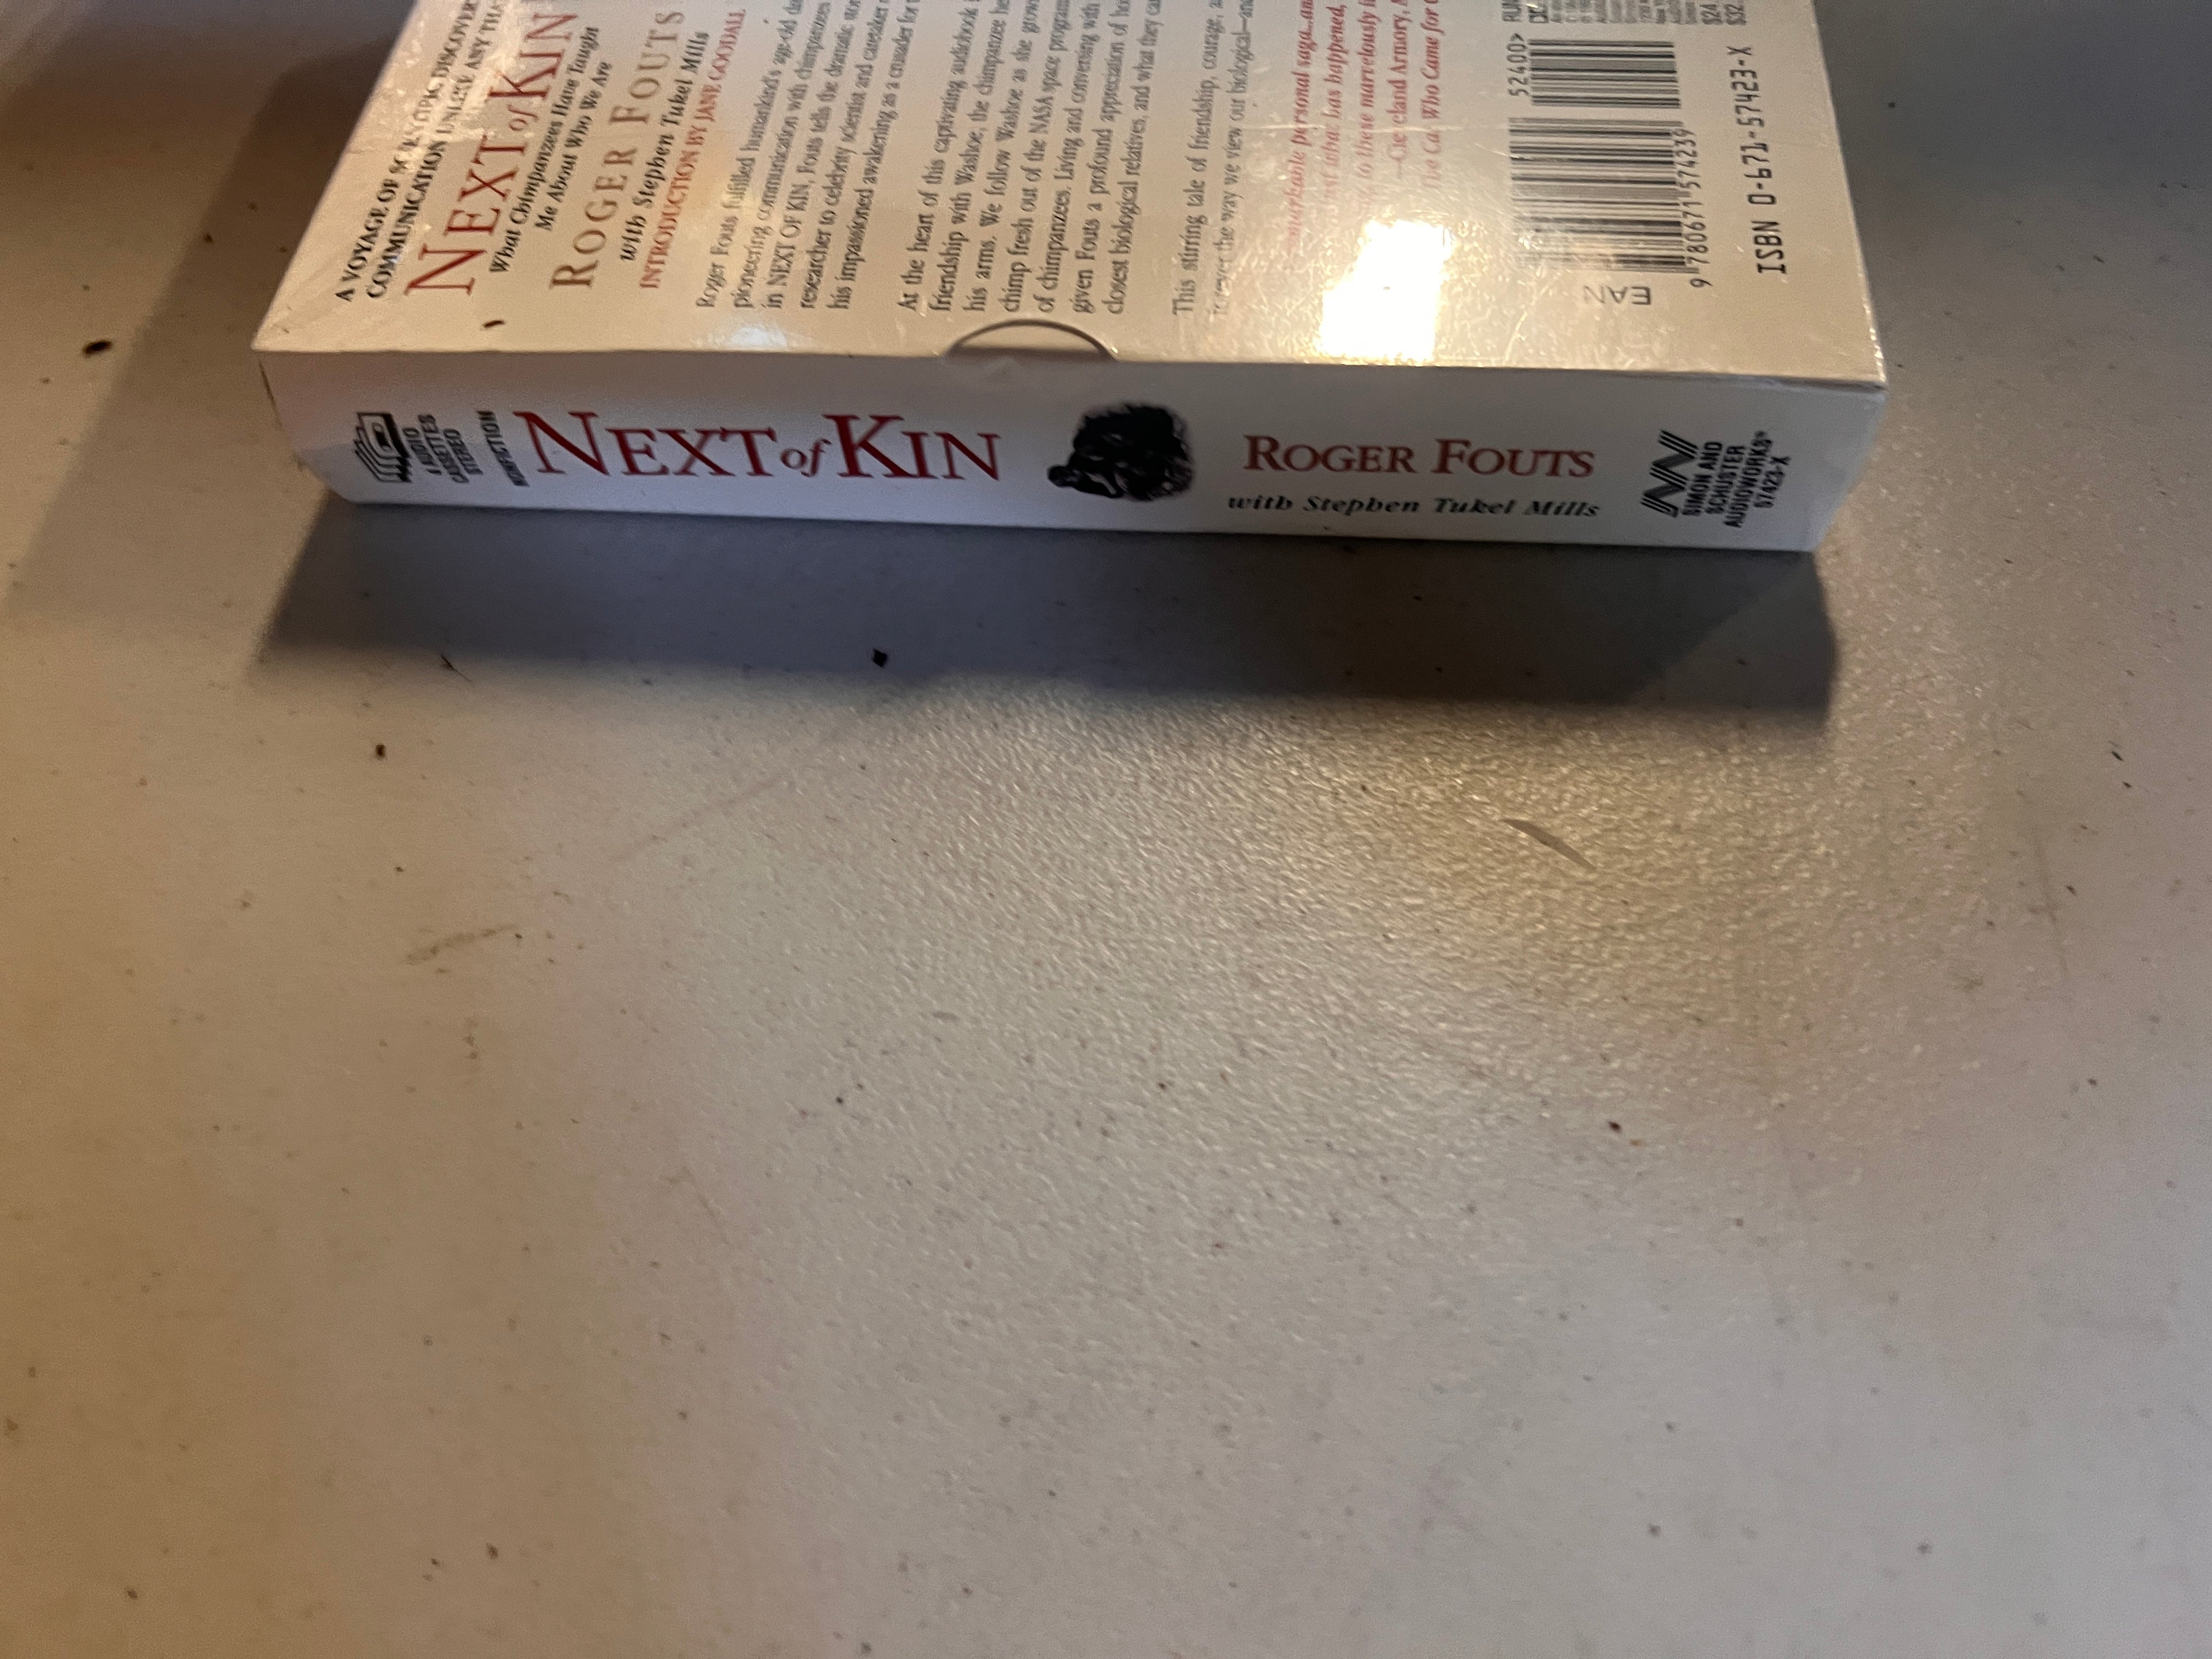 A VOYAGE OF
COMMUNICATION ANY THA
NEXT of KIN
What Chimpanzees Have Taught
Me About Who We Are
ROGER FOUTS
with Stephen Tukel Mills
INTRODUCTION BY JANE GOODALL
Roger Fouts fulfilled humankind's age-old
pioneering communication with chimpanzees
in NEXT OF KIN, Fouts tells the dramatic
researcher to celebrity scientist and caretaker
his impassioned awakening as a crusader for
At the heart of this captivating audiobook
friendship with Washoe, the chimpanzee
his arms. We follow Washoe as she
chimp fresh out of the NASA space program
of chimpanzees. Living and conversing with
given Fouts a profound appreciation of
closest biological relatives, and what they
This stirring tale of friendship, courage,
the way we view our biological—
personal saga...
has happened,
to these marvelously
Armory,
Who Came for
52400>
EAN
9 780671 574239
$24
$32
ISBN 0-671-57423-X
4 AUDIO
CASSETTES
STEREO
NONFICTION
NEXT of KIN
ROGER FOUTS
with Stephen Tukel Mills
SIMON AND
SCHUSTER
AUDIOWORKS®
57423-X